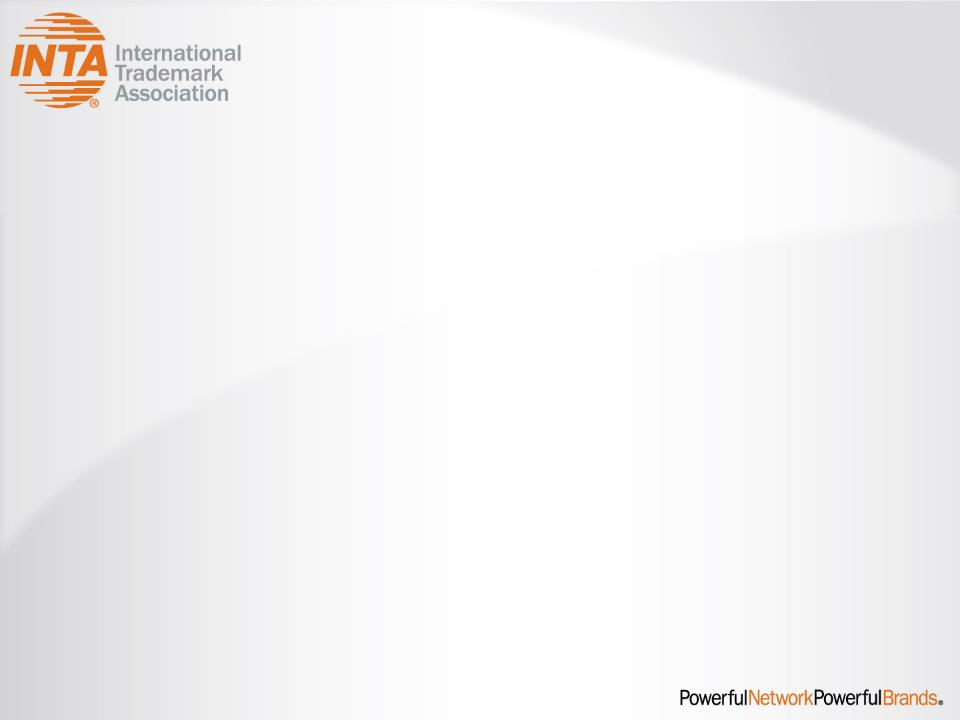 INTA®
International
Trademark
Association
PowerfulNetworkPowerfulBrands®